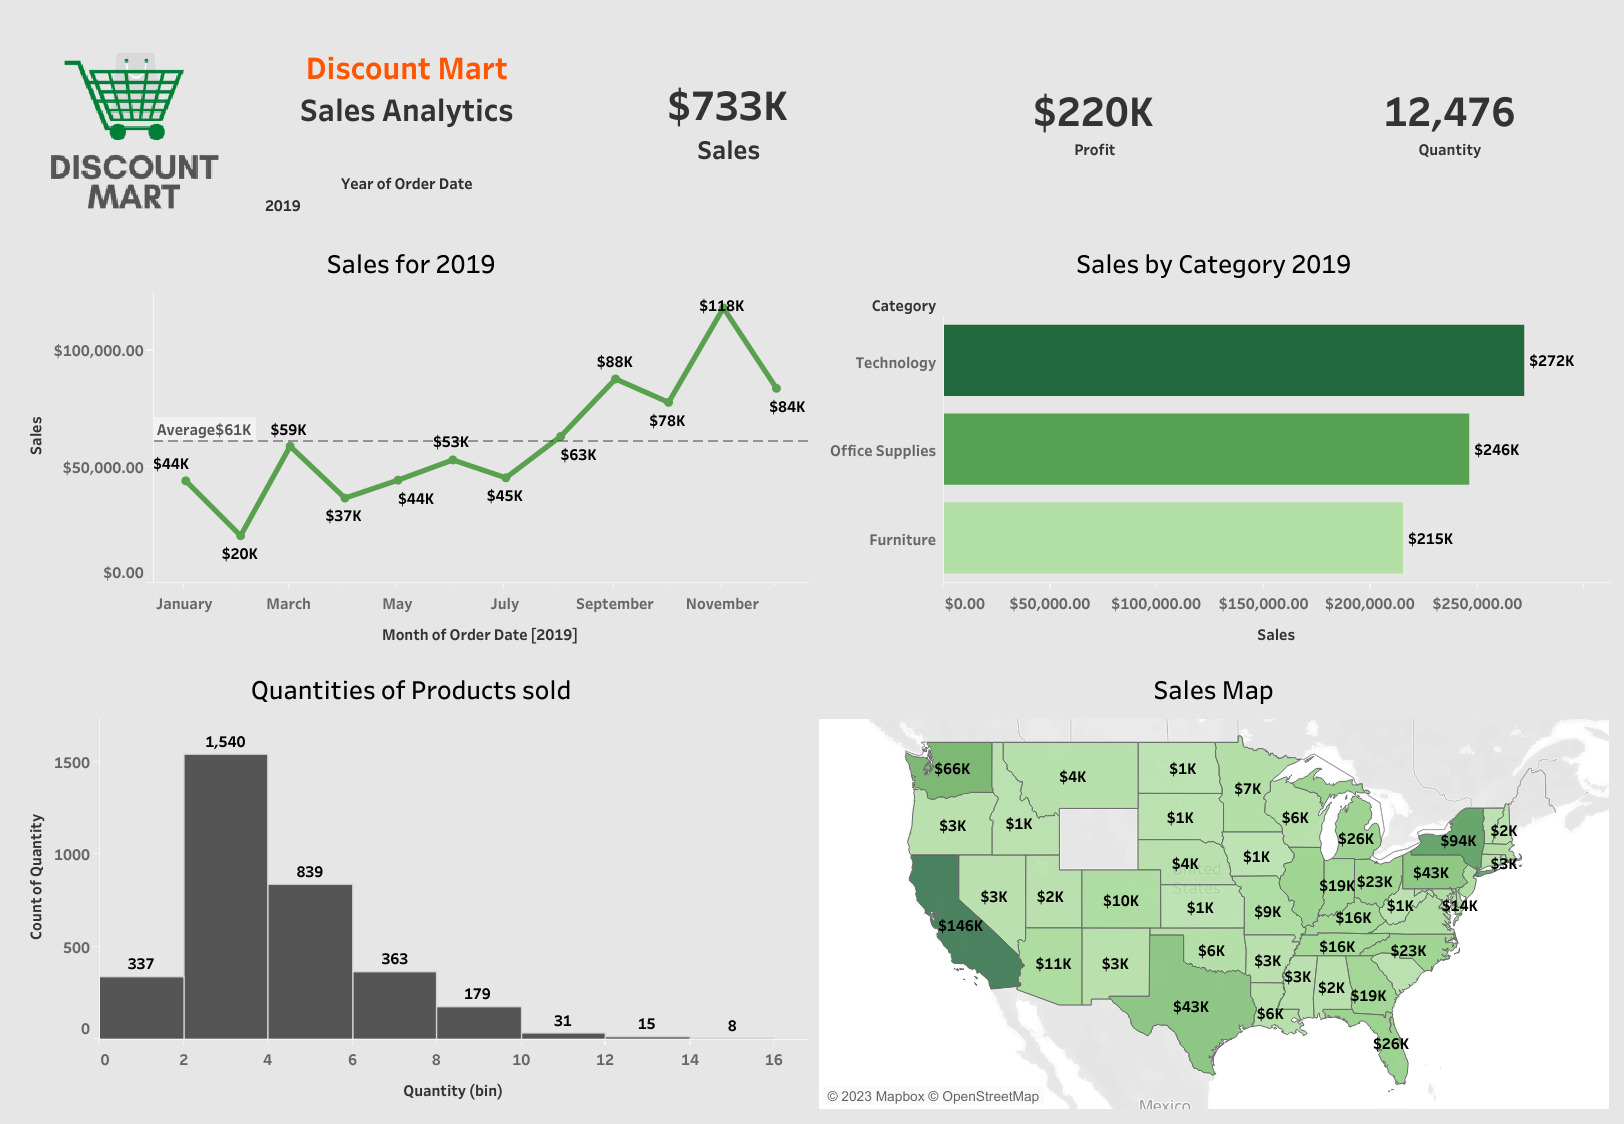 DISCOUNT
MART
Discount Mart
Sales Analytics
Year of Order Date
2019
$733K
Sales
$220K
Profit
12,476
Quantity
Sales for 2019
Sales
$100,000.00
$50,000.00
$0.00
Average$61K
$44K
$20K
$59K
$37K
$44K
$53K
$45K
$63K
$88K
$78K
$118K
$84K
January
March
May
July
September
November
Month of Order Date [2019]
Sales by Category 2019
Category
Technology
$272K
Office Supplies
$246K
Furniture
$215K
$0.00
$50,000.00
$100,000.00
$150,000.00
$200,000.00
$250,000.00
Sales
Quantities of Products sold
Count of Quantity
1500
1000
500
0
337
1,540
839
363
179
31
15
8
0
2
4
6
8
10
12
14
16
Quantity (bin)
Sales Map
$66K
$4K
$1K
$7K
$3K
$1K
$1K
$6K
$26K
$94K
$2K
$4K
$1K
$3K
United
States
$3K
$2K
$10K
$1K
$9K
$19K
$23K
$43K
$1K
$14K
$146K
$16K
$11K
$3K
$6K
$3K
$16K
$23K
$3K
$2K
$19K
$43K
$6K
$26K
Mexico
© 2023 Mapbox © OpenStreetMap